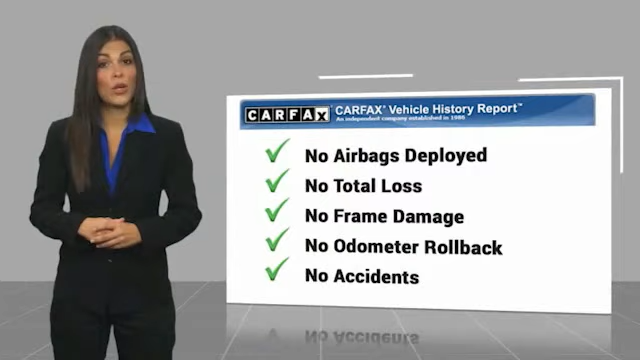 CARFAX
CARFAX® Vehicle History Report™
An independent company established in 1986
No Airbags Deployed
No Total Loss
No Frame Damage
No Odometer Rollback
No Accidents